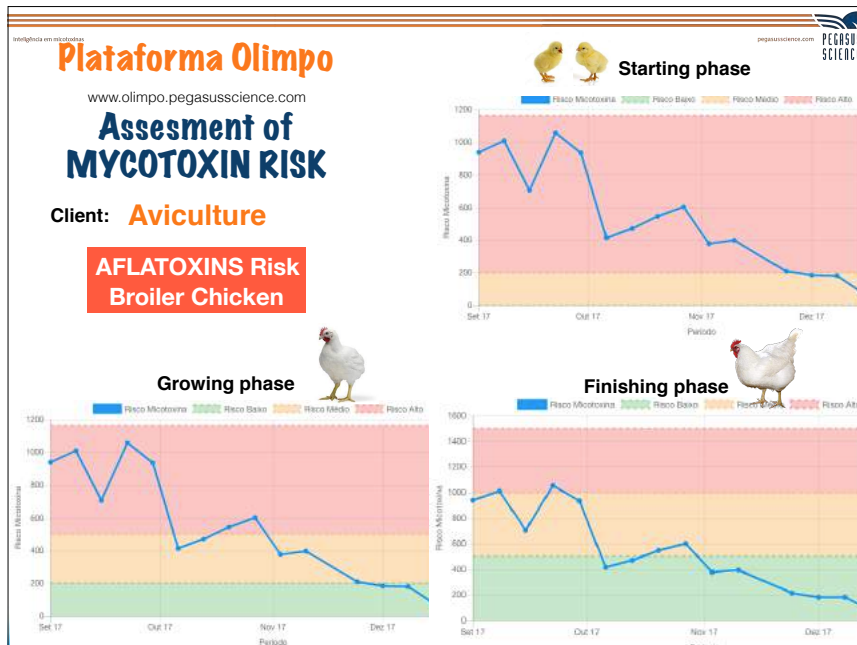 Inteligência em micotoxinas
pegasusscience.com
PEGASUS
SCIENCE
Plataforma Olimpo
www.olimpo.pegasusscience.com
Assesment of
MYCOTOXIN RISK
Client: Aviculture
AFLATOXINS Risk
Broiler Chicken
Starting phase
Risco Micotoxina Risco Baixo Risco Médio Risco Alto
1200
1000
800
600
400
200
0
Risco Micotoxina
Set 17 Out 17 Nov 17 Dez 17
Período
Growing phase
Risco Micotoxina Risco Baixo Risco Médio Risco Alto
1200
1000
800
600
400
200
0
Risco Micotoxina
Set 17 Out 17 Nov 17 Dez 17
Período
Finishing phase
Risco Micotoxina Risco Baixo Risco Médio Risco Alto
1600
1400
1200
1000
800
600
400
200
0
Risco Micotoxina
Set 17 Out 17 Nov 17 Dez 17